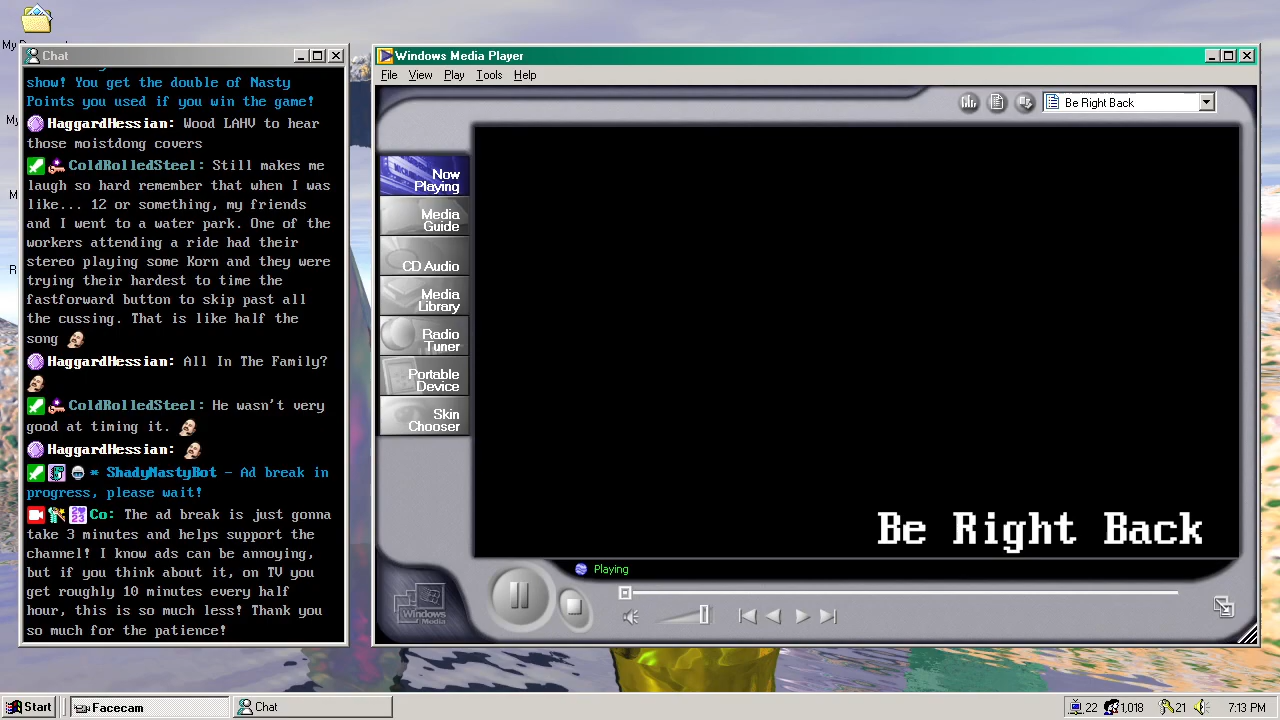 Chat
show! You get the double of Nasty
Points you used if you win the game!
HaggardHessian: Wood LAHV to hear
those moistdong covers
ColdRolledSteel: Still makes me
laugh so hard remember that when I was
like... 12 or something, my friends
and I went to a water park. One of the
workers attending a ride had their
stereo playing some Korn and they were
trying their hardest to time the
fastforward button to skip past all
the cussing. That is like half the
song
HaggardHessian: All In The Family?
ColdRolledSteel: He wasn't very
good at timing it.
HaggardHessian:
* ShadyNastyBot - Ad break in
progress, please wait!
Co: The ad break is just gonna
take 3 minutes and helps support the
channel! I know ads can be annoying,
but if you think about it, on TV you
get roughly 10 minutes every half
hour, this is so much less! Thank you
so much for the patience!
Windows Media Player
File View Play Tools Help
Be Right Back
Now
Playing
Media
Guide
CD Audio
Media
Library
Radio
Tuner
Portable
Device
Skin
Chooser
Be Right Back
Playing
Windows
Media
Start Facecam Chat 22 1,018 21 7:13 PM